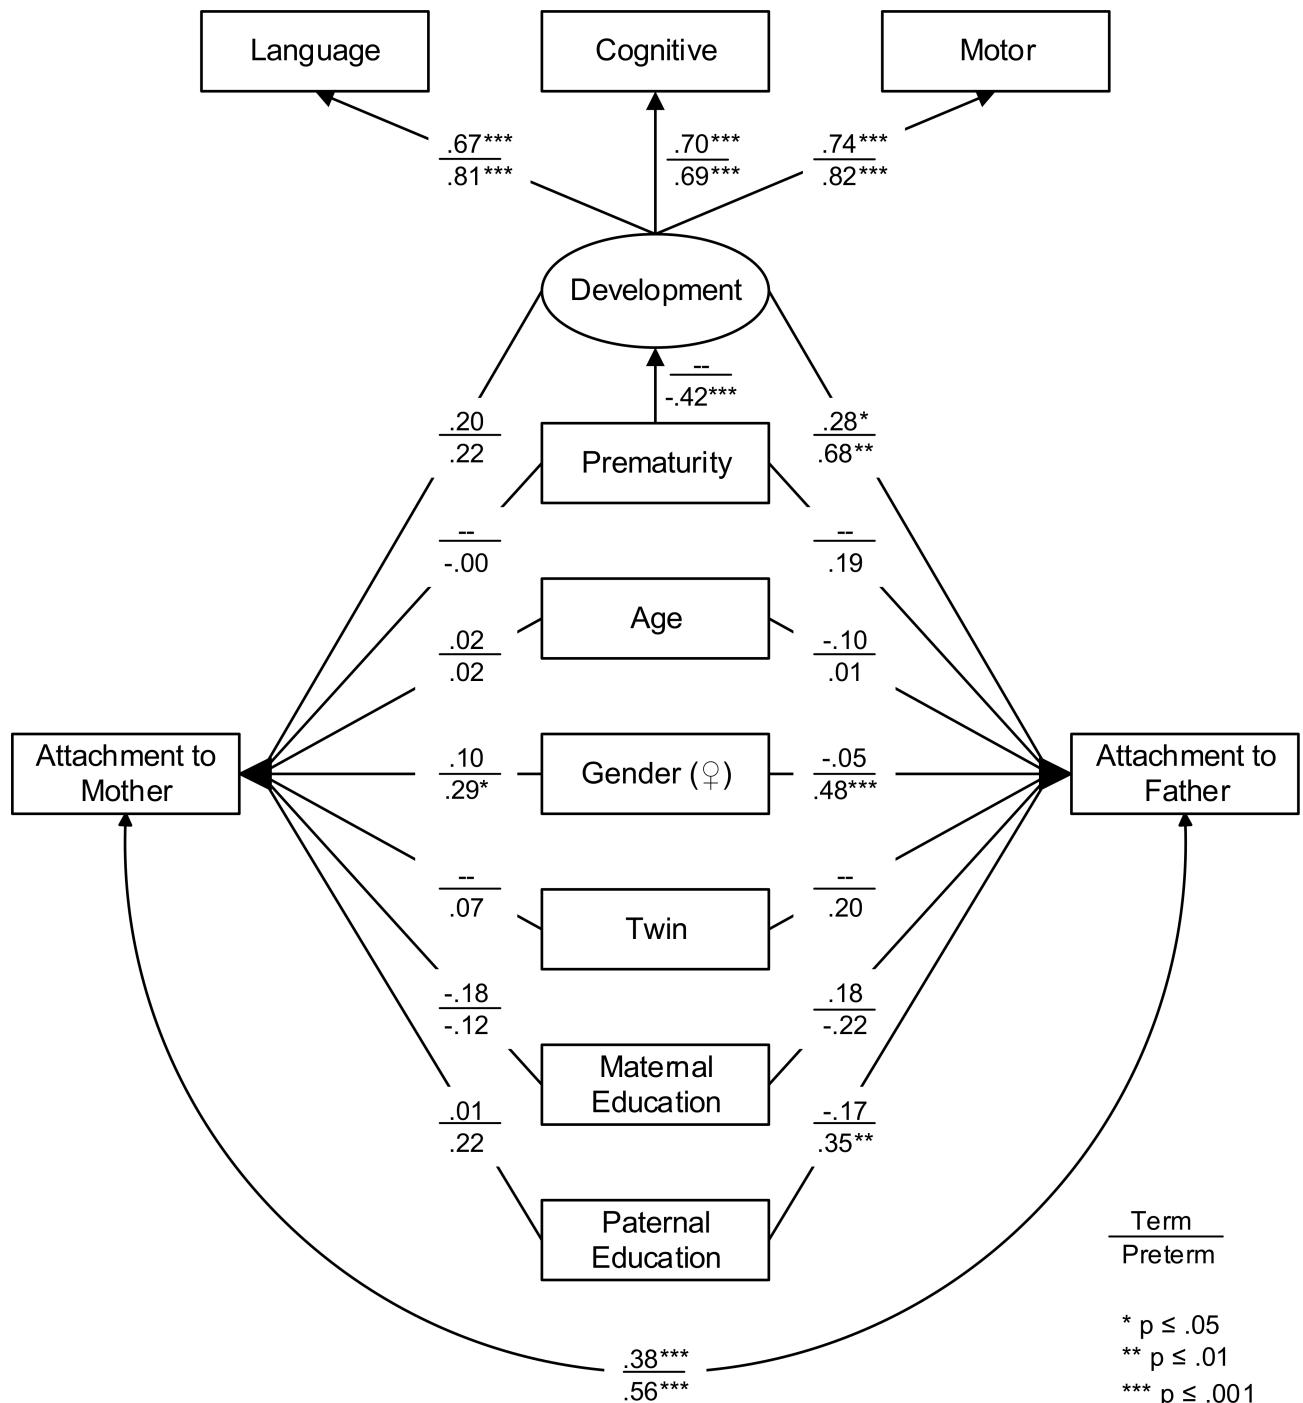 Language
Cognitive
Motor
.67***
.81***
.70***
.69***
.74***
.82***
Development
--
-.42***
.20
.22
.28*
.68**
Prematurity
--
-.00
--
.19
Age
.02
.02
-.10
.01
Attachment to
Mother
.10
.29*
Gender (♀)
-.05
.48***
Attachment to
Father
--
.07
Twin
--
.20
-.18
-.12
.18
-.22
Maternal
Education
.01
.22
-.17
.35**
Paternal
Education
Term
Preterm
* p ≤ .05
** p ≤ .01
*** p ≤ .001
.38***
.56***